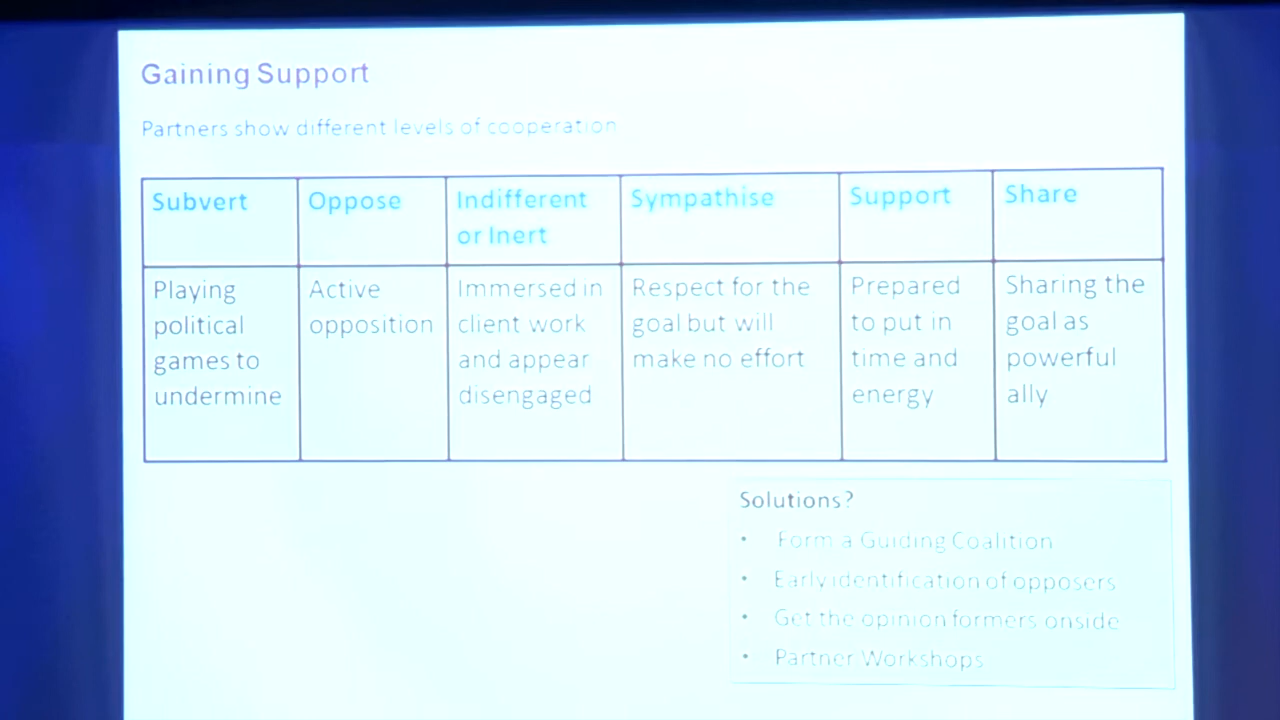 Gaining Support
Partners show different levels of cooperation
Subvert
Oppose
Indifferent
or Inert
Sympathise
Support
Share
Playing
political
games to
undermine
Active
opposition
Immersed in
client work
and appear
disengaged
Respect for the
goal but will
make no effort
Prepared
to put in
time and
energy
Sharing the
goal as
powerful
ally
Solutions?
• Form a Guiding Coalition
• Early identification of opposers
• Get the opinion formers onside
• Partner Workshops